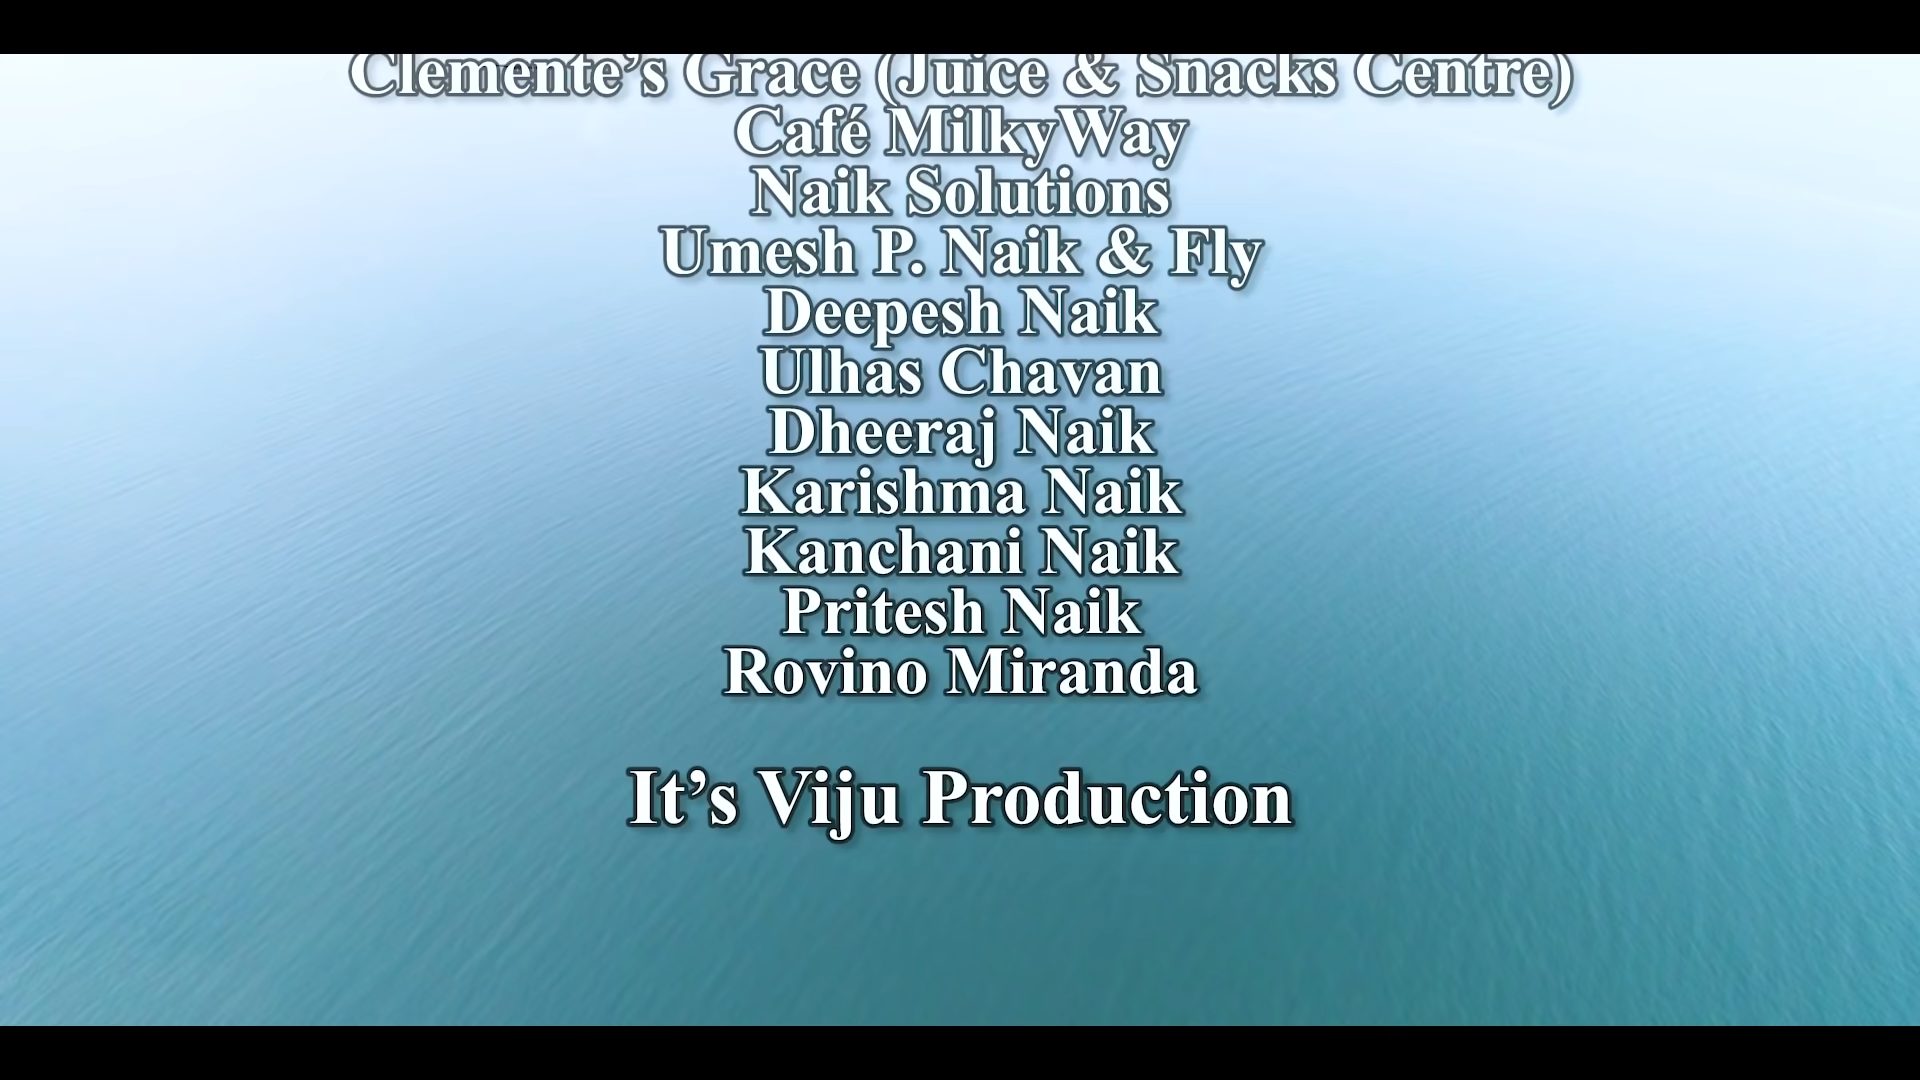 Clemente’s Grace (Juice & Snacks Centre)
Café MilkyWay
Naik Solutions
Umesh P. Naik & Fly
Deepesh Naik
Ulhas Chavan
Dheeraj Naik
Karishma Naik
Kanchani Naik
Pritesh Naik
Rovino Miranda
It’s Viju Production